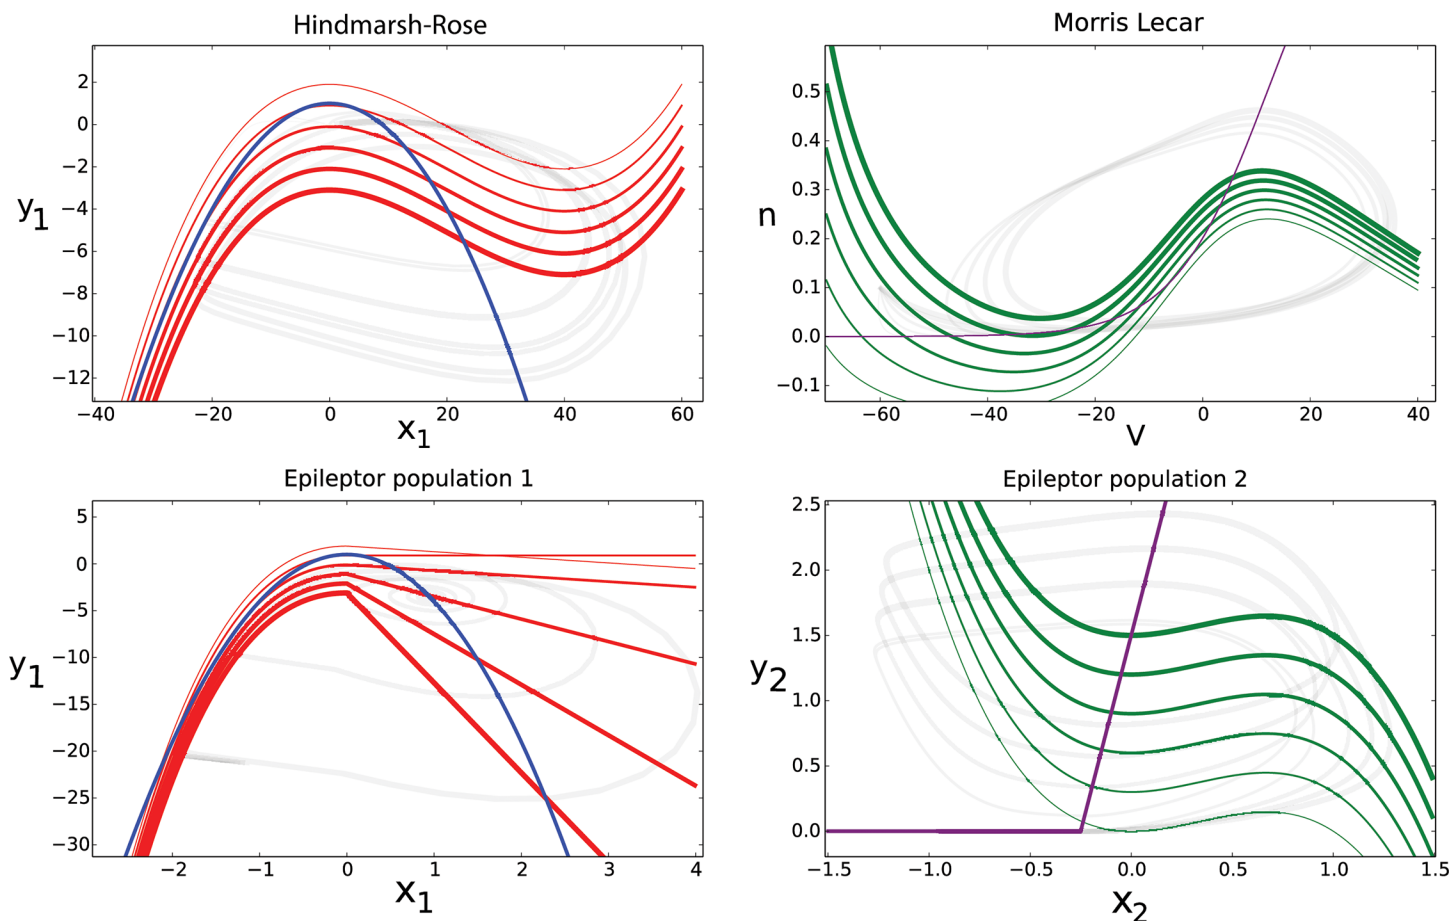 Hindmarsh-Rose
2
0
−2
−4
−6
−8
−10
−12
y1
−40 −20 0 20 40 60
x1
Morris Lecar
0.5
0.4
0.3
0.2
0.1
0.0
−0.1
n
−60 −40 −20 0 20 40
V
Epileptor population 1
5
0
−5
−10
−15
−20
−25
−30
y1
−2 −1 0 1 2 3 4
x1
Epileptor population 2
2.5
2.0
1.5
1.0
0.5
0.0
y2
−1.5 −1.0 −0.5 0.0 0.5 1.0 1.5
x2